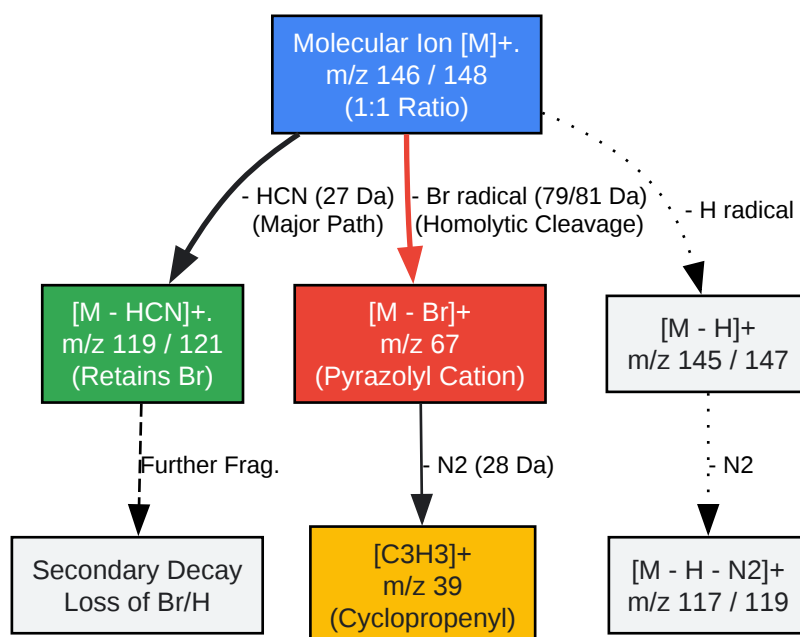 Molecular Ion [M]+.
m/z 146 / 148
(1:1 Ratio)
- HCN (27 Da)
(Major Path)
- Br radical (79/81 Da)
(Homolytic Cleavage)
- H radical
[M - HCN]+.
m/z 119 / 121
(Retains Br)
[M - Br]+
m/z 67
(Pyrazolyl Cation)
[M - H]+
m/z 145 / 147
Further Frag.
- N2 (28 Da)
- N2
Secondary Decay
Loss of Br/H
[C3H3]+
m/z 39
(Cyclopropenyl)
[M - H - N2]+
m/z 117 / 119